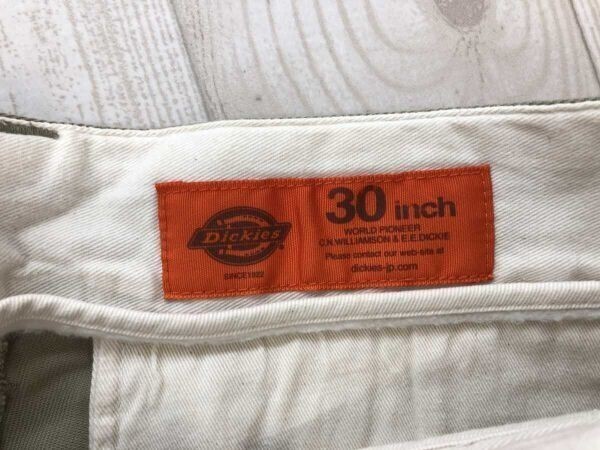 Dickies
SINCE1922
30 inch
WORLD PIONEER
C.N.WILLIAMSON & E.E.DICKIE
Please contact our web-site at
dickies-jp.com